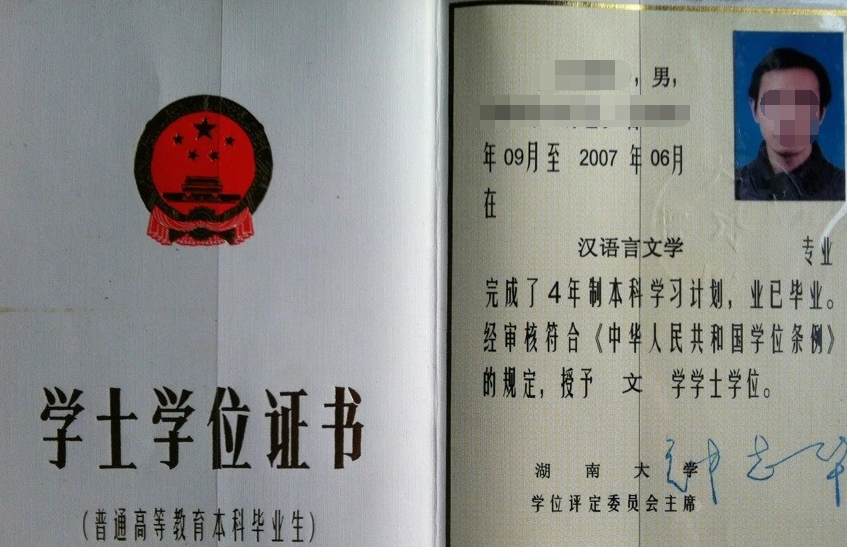 学士学位证书
（普通高等教育本科毕业生）
，男，
年 09月 至 2007 年 06月
在
汉语言文学 专业
完成了 4年制本科学习计划，业已毕业。
经审核符合《中华人民共和国学位条例》
的规定，授予 文 学学士学位。
湖南大学
学位评定委员会主席
钟志华